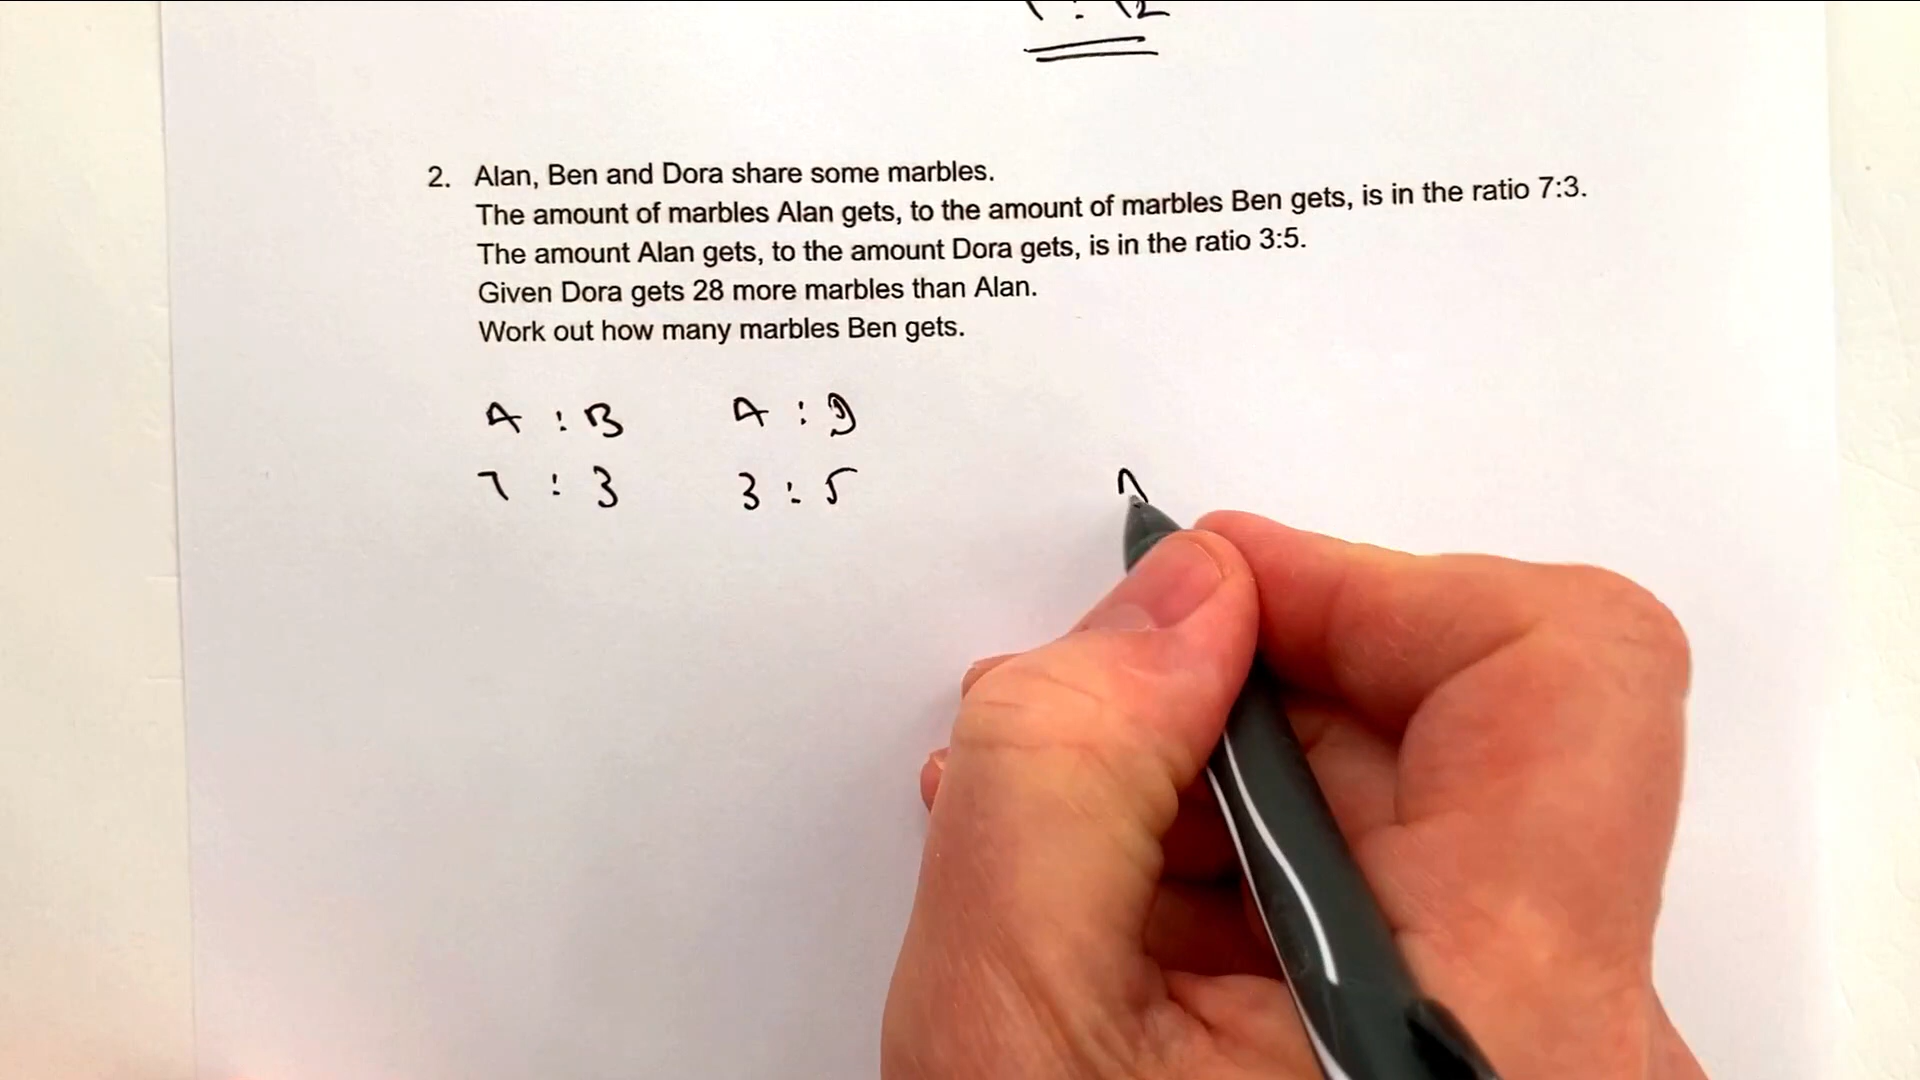 2. Alan, Ben and Dora share some marbles.
The amount of marbles Alan gets, to the amount of marbles Ben gets, is in the ratio 7:3.
The amount Alan gets, to the amount Dora gets, is in the ratio 3:5.
Given Dora gets 28 more marbles than Alan.
Work out how many marbles Ben gets.
A : B A : D
7 : 3 3 : 5